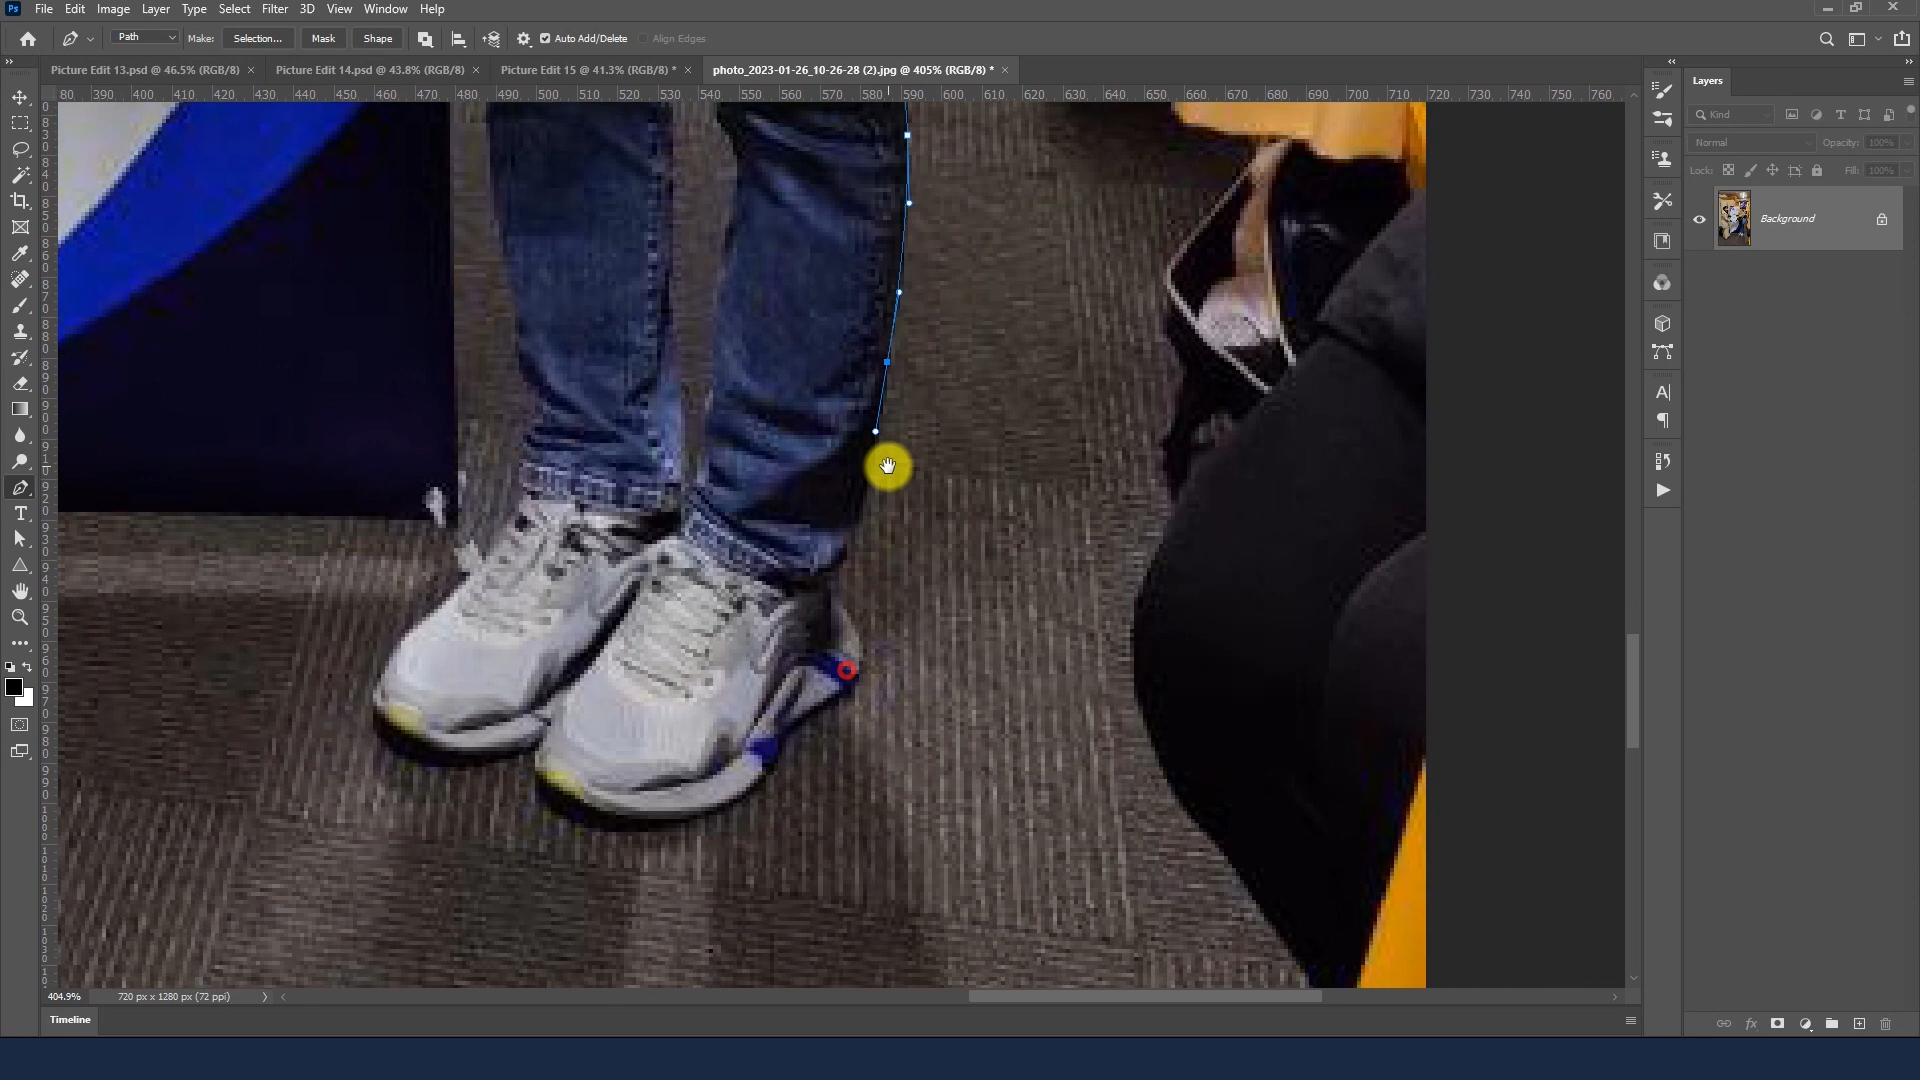 Ps File Edit Image Layer Type Select Filter 3D View Window Help
Path Make: Selection... Mask Shape Auto Add/Delete Align Edges
Picture Edit 13.psd @ 46.5% (RGB/8) × Picture Edit 14.psd @ 43.8% (RGB/8) × Picture Edit 15 @ 41.3% (RGB/8) * × photo_2023-01-26_10-26-28 (2).jpg @ 405% (RGB/8) * ×
80 390 400 410 420 430 440 450 460 470 480 490 500 510 520 530 540 550 560 570 580 590 600 610 620 630 640 650 660 670 680 690 700 710 720 730 740 750 760
Layers
Kind
Normal Opacity: 100%
Lock: Fill: 100%
Background
404.9% 720 px x 1280 px (72 ppi)
Timeline